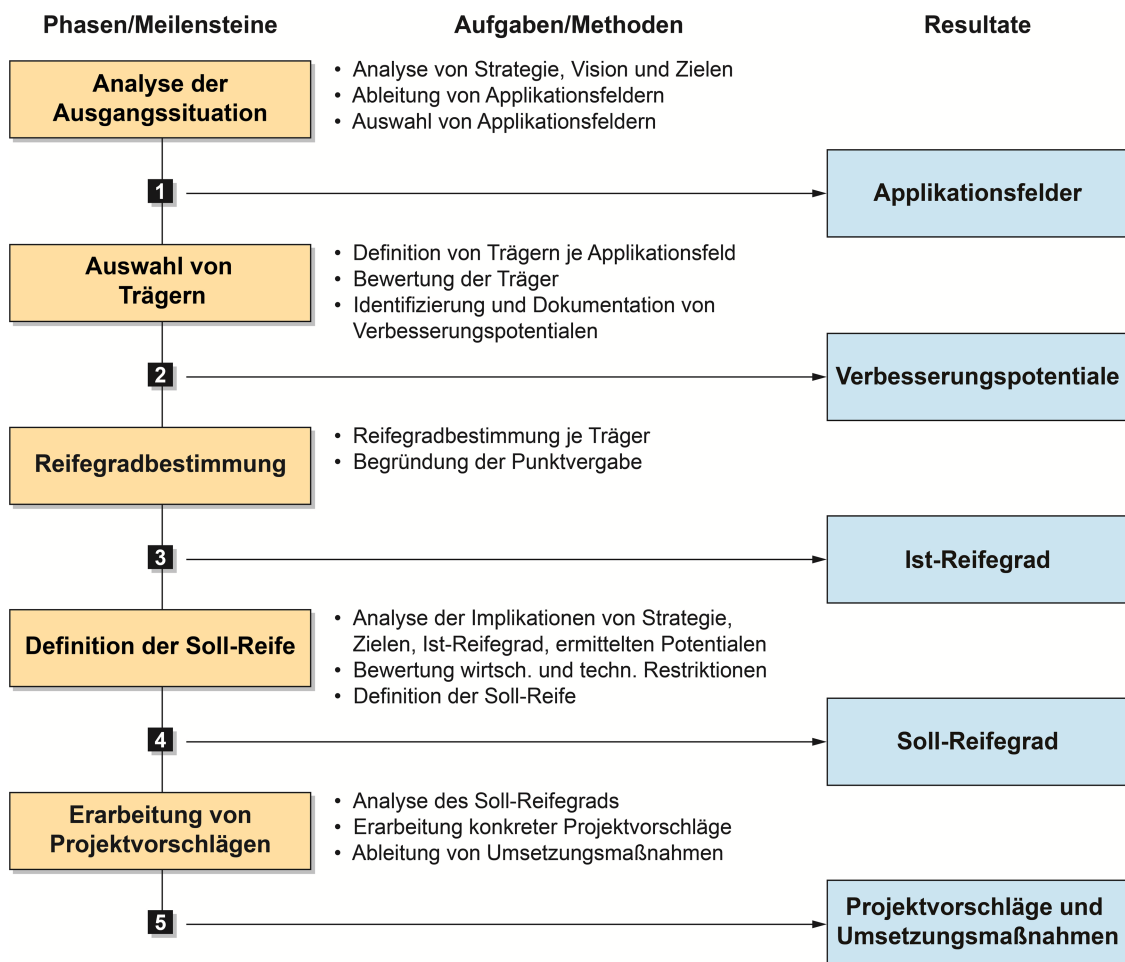 Phasen/Meilensteine
Aufgaben/Methoden
Resultate
Analyse der
Ausgangssituation
• Analyse von Strategie, Vision und Zielen
• Ableitung von Applikationsfeldern
• Auswahl von Applikationsfeldern
1
Applikationsfelder
Auswahl von
Trägern
• Definition von Trägern je Applikationsfeld
• Bewertung der Träger
• Identifizierung und Dokumentation von
Verbesserungspotentialen
2
Verbesserungspotentiale
Reifegradbestimmung
• Reifegradbestimmung je Träger
• Begründung der Punktvergabe
3
Ist-Reifegrad
Definition der Soll-Reife
• Analyse der Implikationen von Strategie,
Zielen, Ist-Reifegrad, ermittelten Potentialen
• Bewertung wirtsch. und techn. Restriktionen
• Definition der Soll-Reife
4
Soll-Reifegrad
Erarbeitung von
Projektvorschlägen
• Analyse des Soll-Reifegrads
• Erarbeitung konkreter Projektvorschläge
• Ableitung von Umsetzungsmaßnahmen
5
Projektvorschläge und
Umsetzungsmaßnahmen